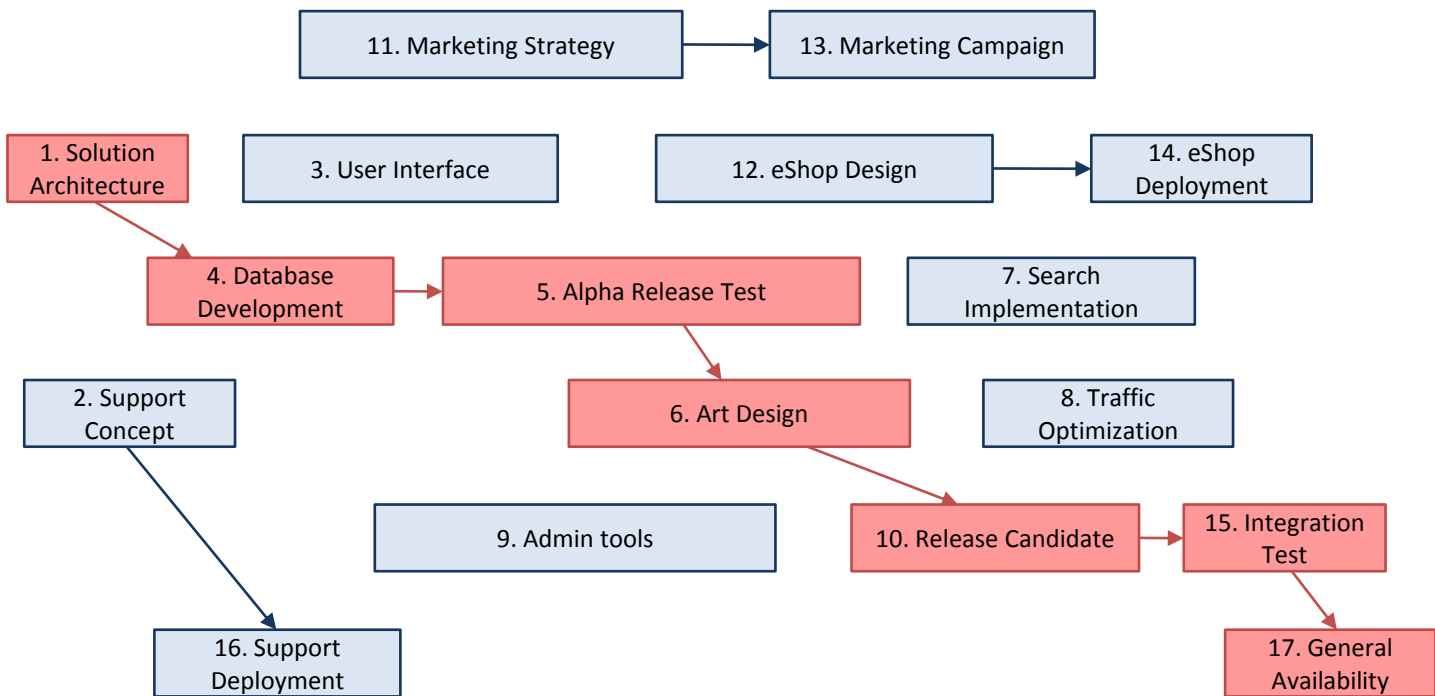 11. Marketing Strategy
13. Marketing Campaign
1. Solution
Architecture
3. User Interface
12. eShop Design
14. eShop
Deployment
4. Database
Development
5. Alpha Release Test
7. Search
Implementation
2. Support
Concept
6. Art Design
8. Traffic
Optimization
9. Admin tools
10. Release Candidate
15. Integration
Test
16. Support
Deployment
17. General
Availability